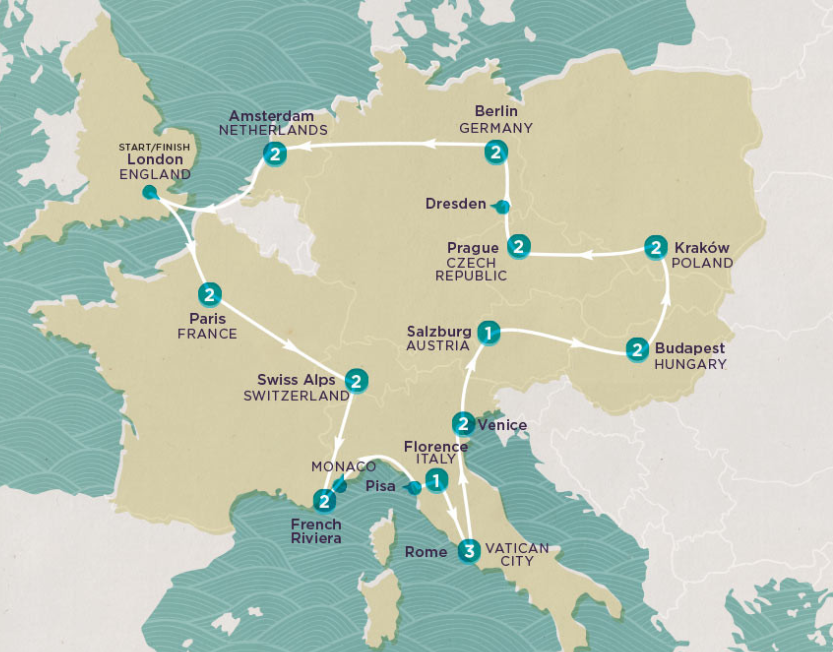 Amsterdam
NETHERLANDS
2
Berlin
GERMANY
2
START/FINISH
London
ENGLAND
Dresden
Prague
CZECH
REPUBLIC
2
2
Kraków
POLAND
2
Paris
FRANCE
Salzburg
AUSTRIA
1
2
Budapest
HUNGARY
Swiss Alps
SWITZERLAND
2
2
Venice
Florence
ITALY
1
MONACO
Pisa
2
French
Riviera
Rome
3
VATICAN
CITY